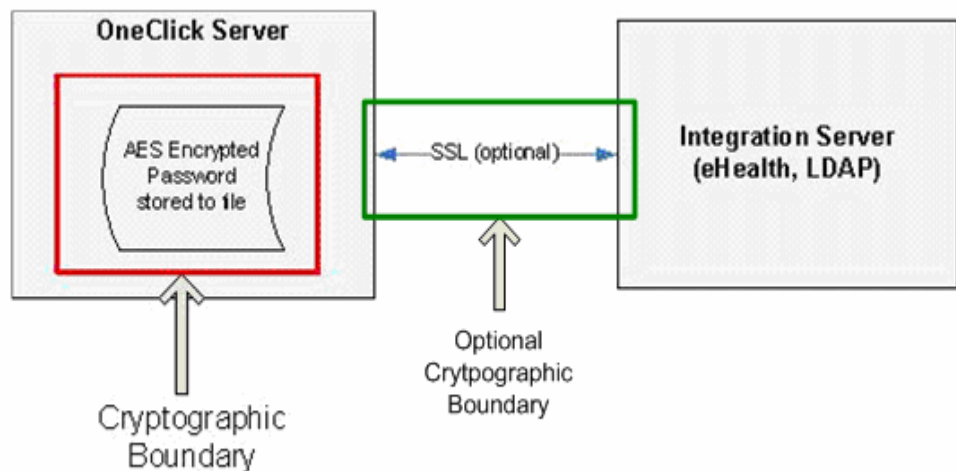 OneClick Server
AES Encrypted
Password
stored to file
SSL (optional)
Integration Server
(eHealth, LDAP)
Optional
Crytpographic
Boundary
Cryptographic
Boundary